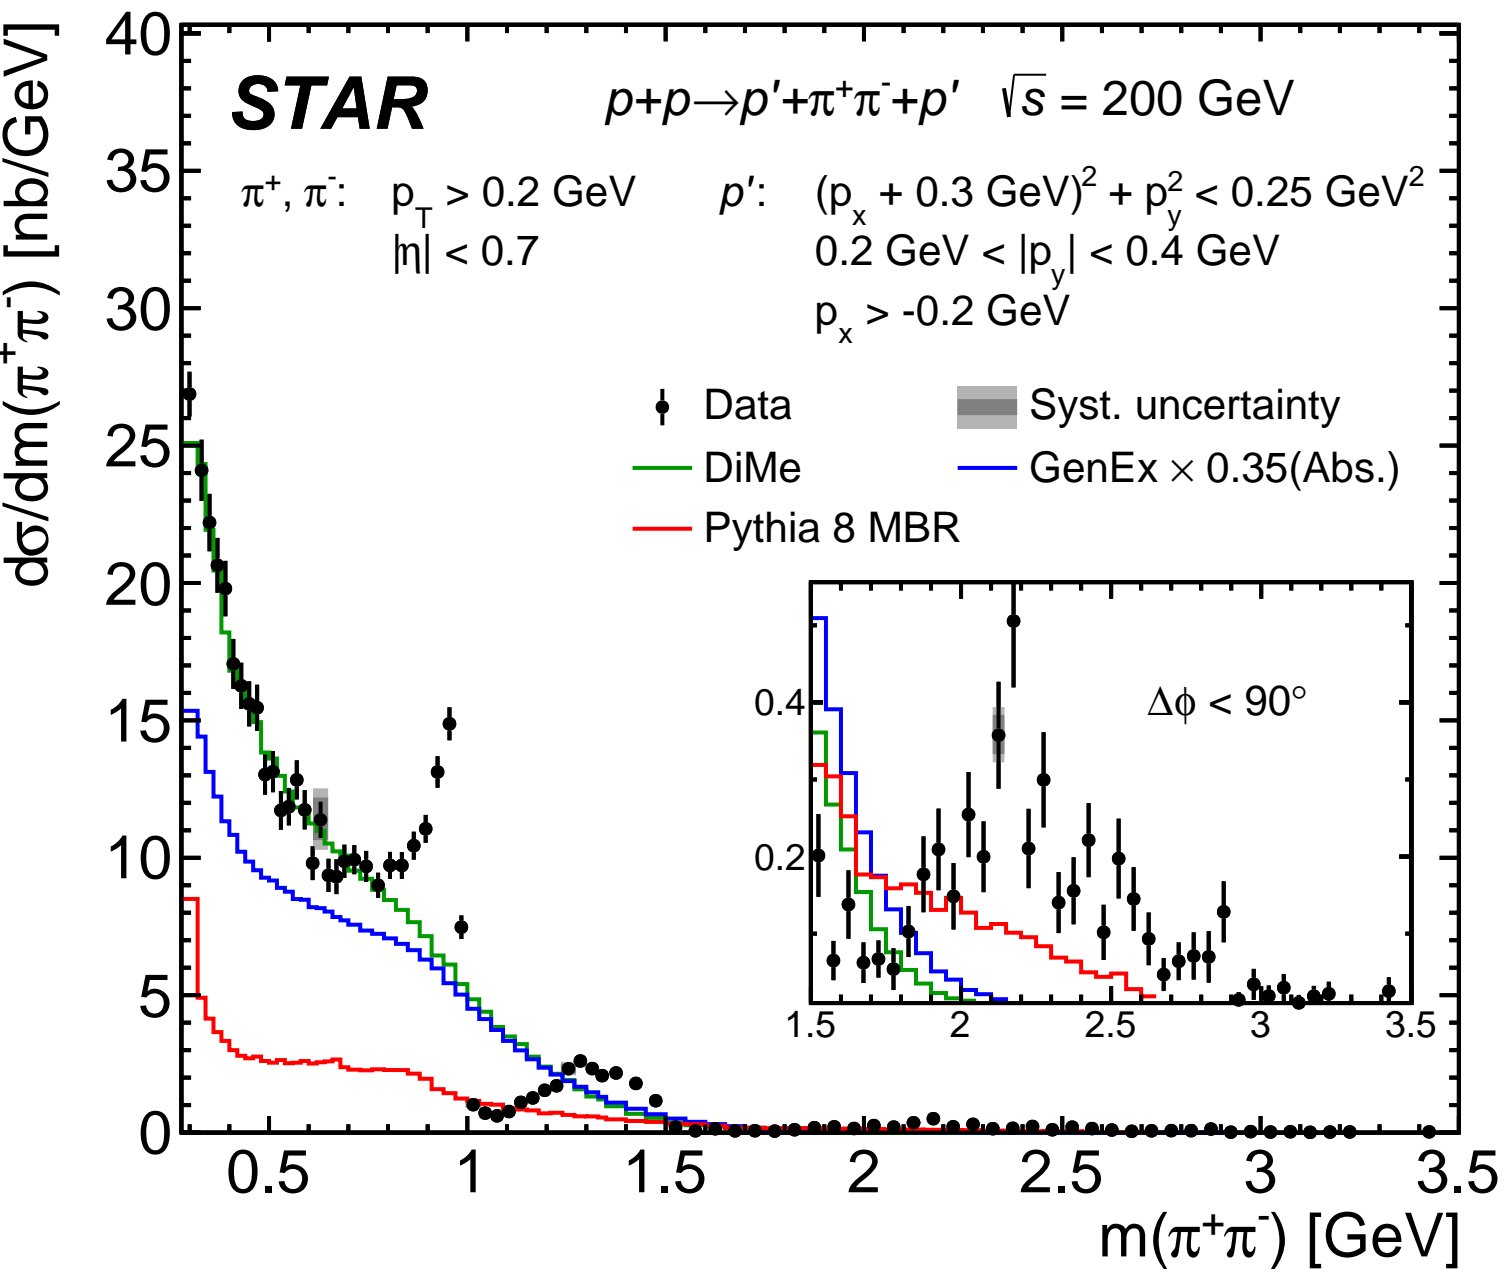 dσ/dm(π⁺π⁻) [nb/GeV]
40
35
30
25
20
15
10
5
0
STAR p+p→p′+π⁺π⁻+p′ √s = 200 GeV
π⁺, π⁻: p_T > 0.2 GeV p′: (p_x + 0.3 GeV)² + p_y² < 0.25 GeV²
|η| < 0.7 0.2 GeV < |p_y| < 0.4 GeV
p_x > -0.2 GeV
Data Syst. uncertainty
DiMe GenEx × 0.35(Abs.)
Pythia 8 MBR
Δϕ < 90°
0.4
0.2
1.5 2 2.5 3 3.5
0.5 1 1.5 2 2.5 3 3.5
m(π⁺π⁻) [GeV]